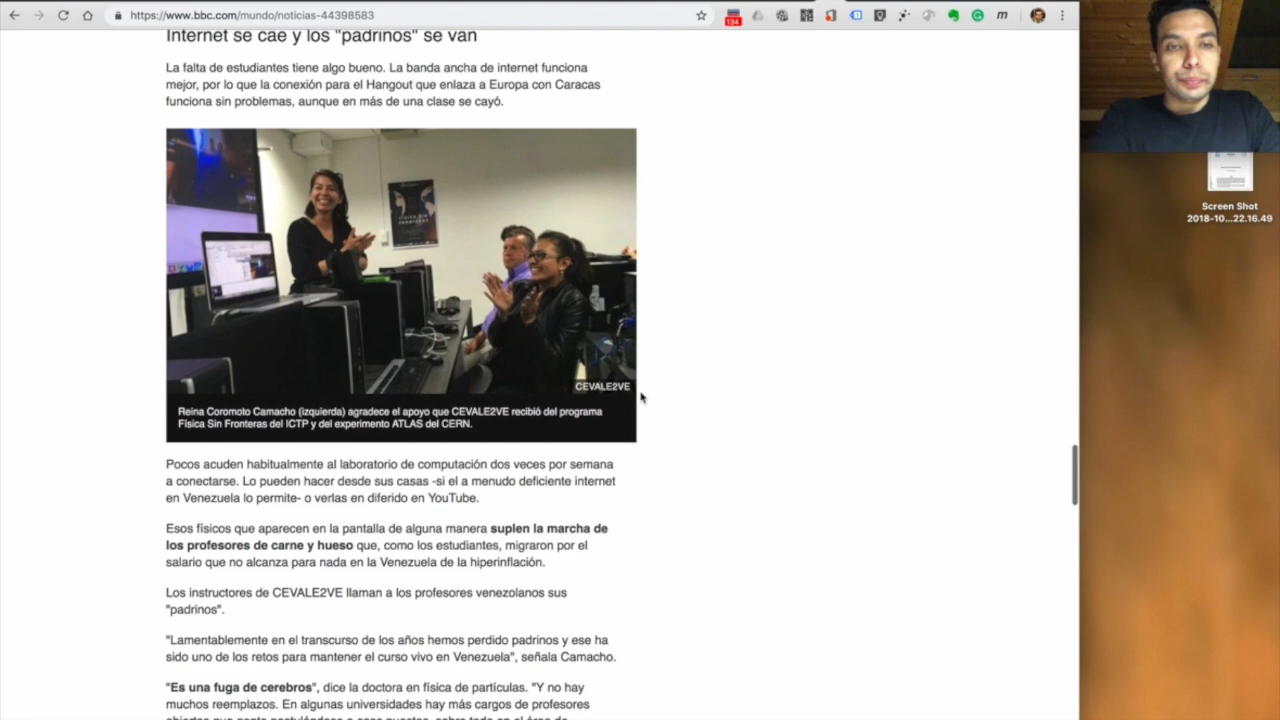 https://www.bbc.com/mundo/noticias-44398583
134
m
Internet se cae y los "padrinos" se van
La falta de estudiantes tiene algo bueno. La banda ancha de internet funciona
mejor, por lo que la conexión para el Hangout que enlaza a Europa con Caracas
funciona sin problemas, aunque en más de una clase se cayó.
FÍSICA SIN
FRONTERAS
CEVALE2VE
Reina Coromoto Camacho (izquierda) agradece el apoyo que CEVALE2VE recibió del programa
Física Sin Fronteras del ICTP y del experimento ATLAS del CERN.
Pocos acuden habitualmente al laboratorio de computación dos veces por semana
a conectarse. Lo pueden hacer desde sus casas -si el a menudo deficiente internet
en Venezuela lo permite- o verlas en diferido en YouTube.
Esos físicos que aparecen en la pantalla de alguna manera suplen la marcha de
los profesores de carne y hueso que, como los estudiantes, migraron por el
salario que no alcanza para nada en la Venezuela de la hiperinflación.
Los instructores de CEVALE2VE llaman a los profesores venezolanos sus
"padrinos".
"Lamentablemente en el transcurso de los años hemos perdido padrinos y ese ha
sido uno de los retos para mantener el curso vivo en Venezuela", señala Camacho.
"Es una fuga de cerebros", dice la doctora en física de partículas. "Y no hay
muchos reemplazos. En algunas universidades hay más cargos de profesores
Screen Shot
2018-10...22.16.49